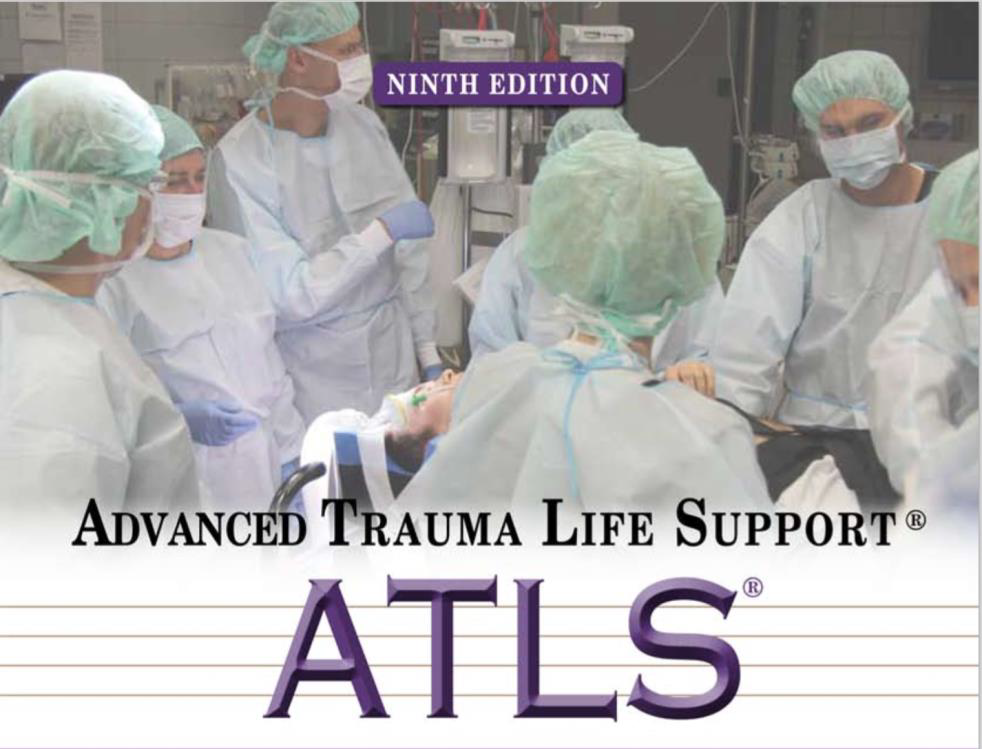 NINTH EDITION
ADVANCED TRAUMA LIFE SUPPORT®
ATLS®